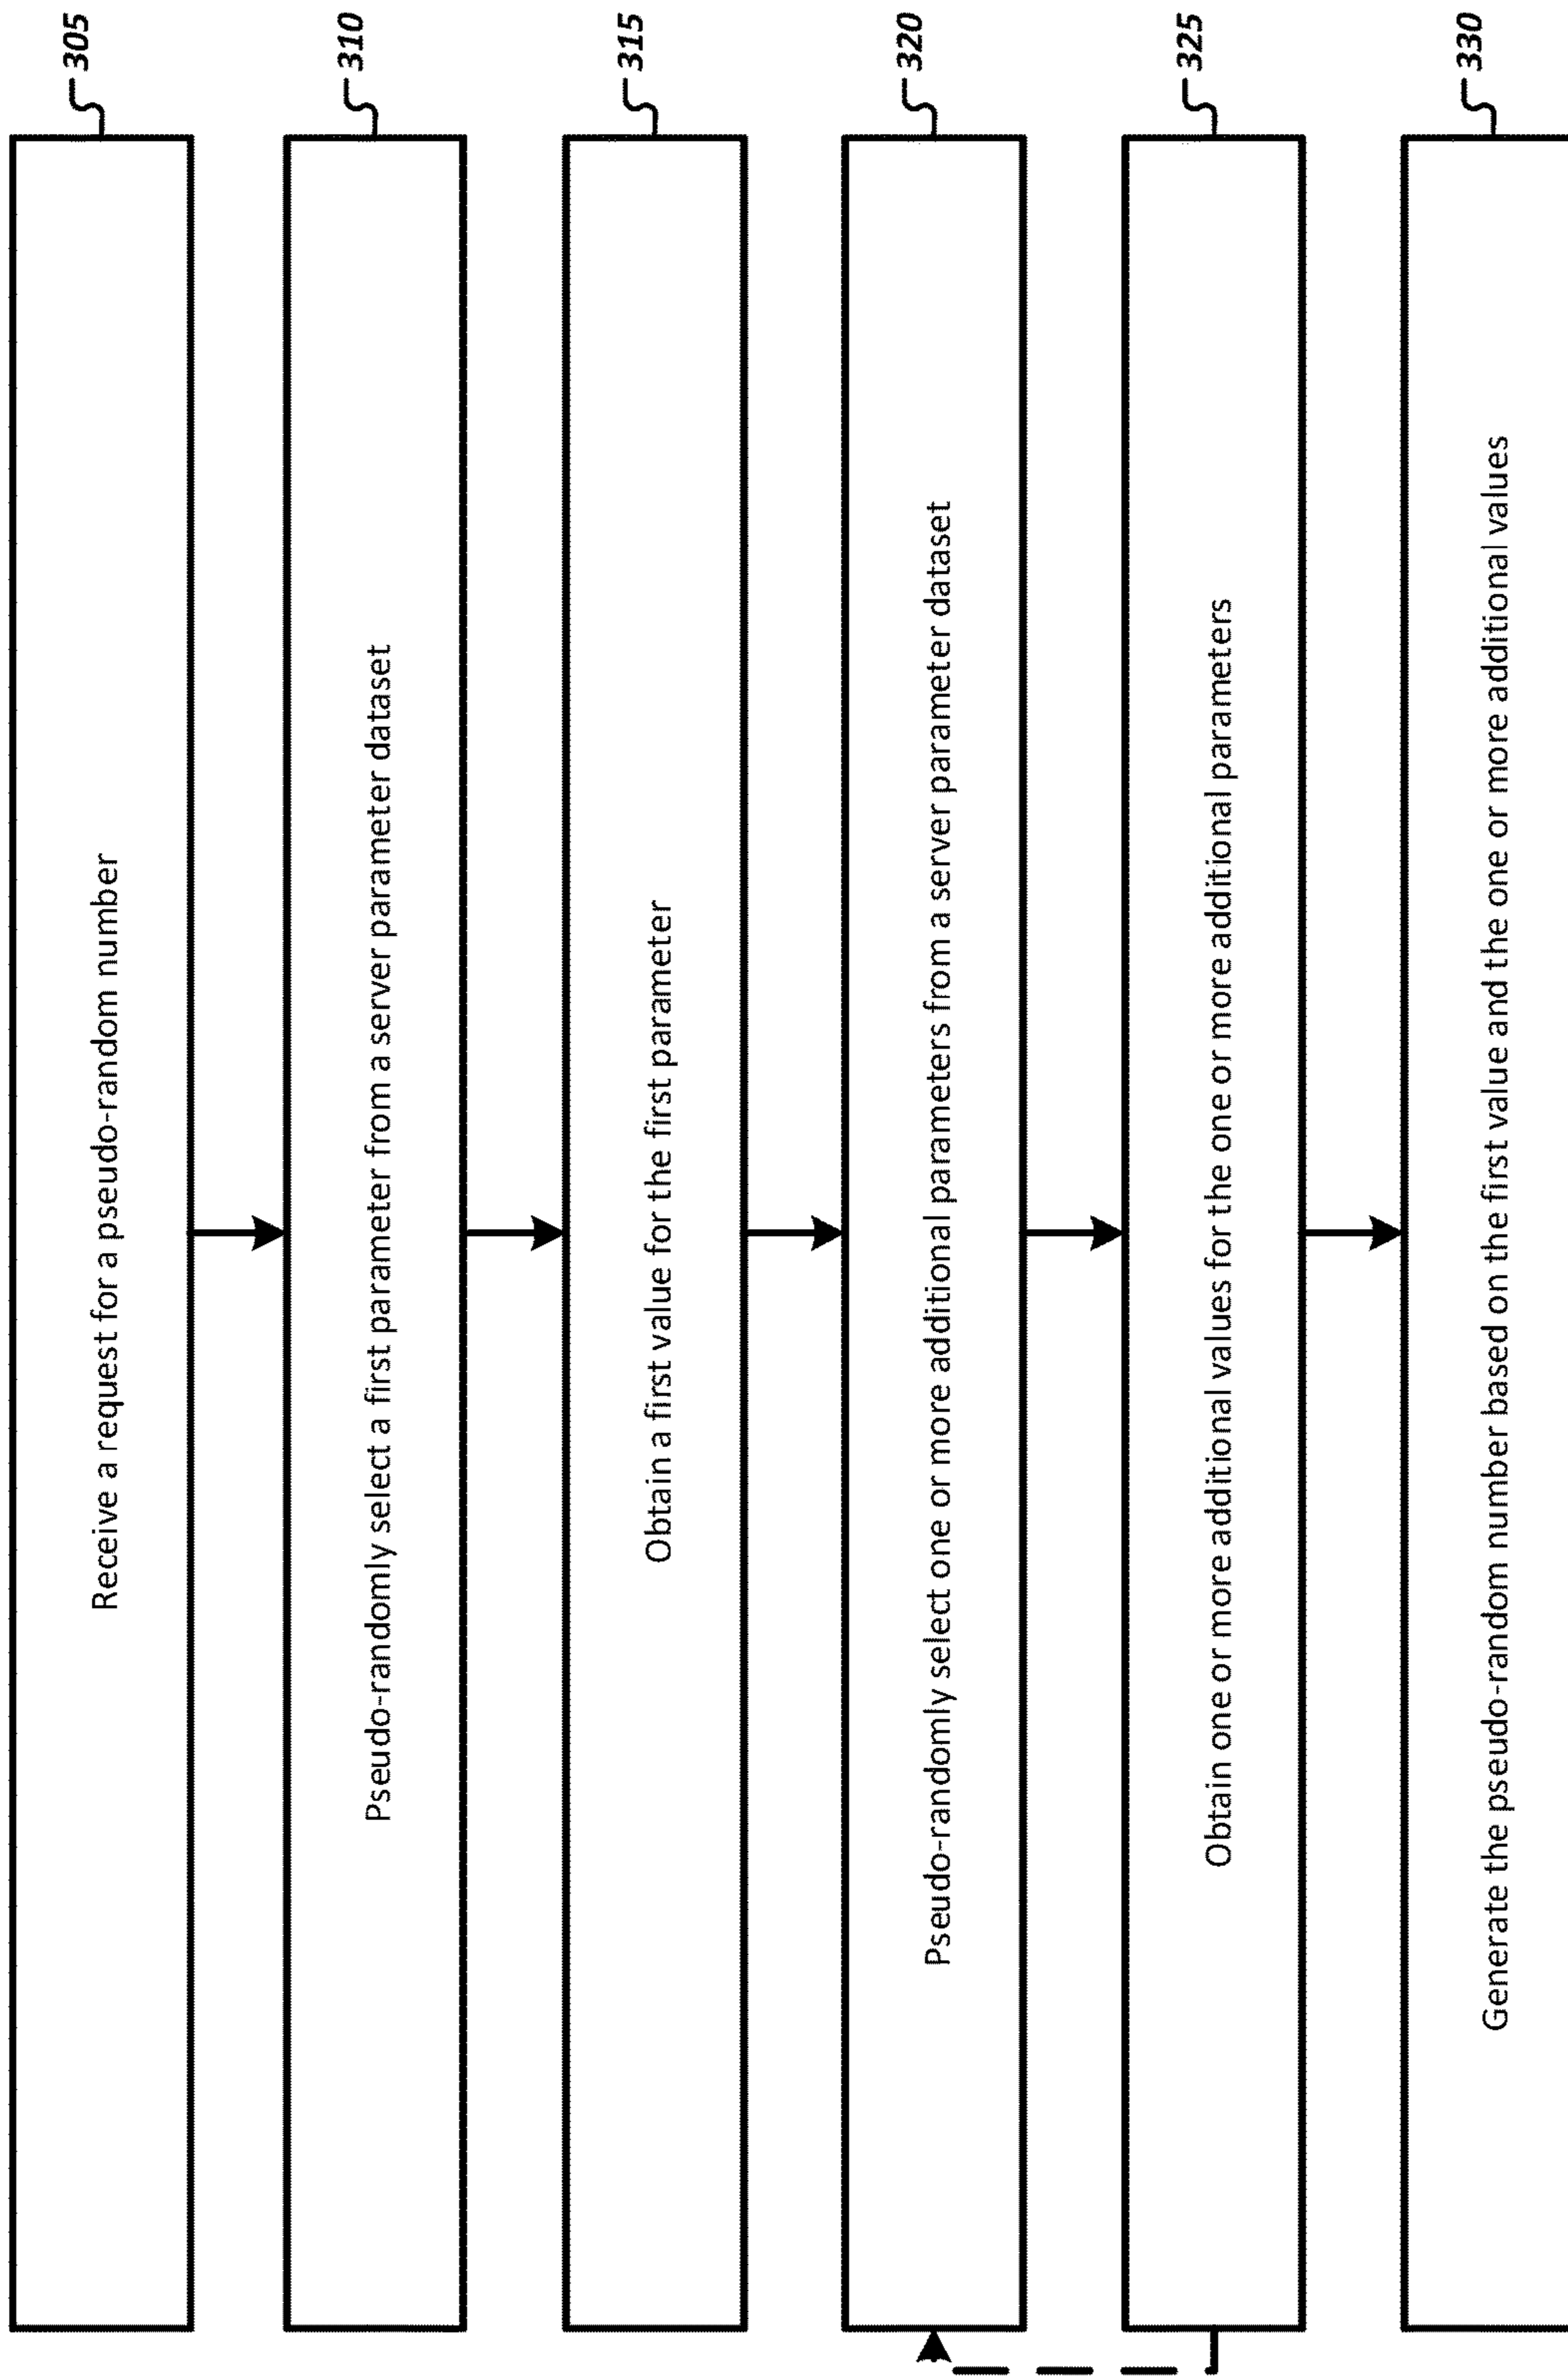 305
Receive a request for a pseudo-random number
310
Pseudo-randomly select a first parameter from a server parameter dataset
315
Obtain a first value for the first parameter
320
Pseudo-randomly select one or more additional parameters from a server parameter dataset
325
Obtain one or more additional values for the one or more additional parameters
330
Generate the pseudo-random number based on the first value and the one or more additional values